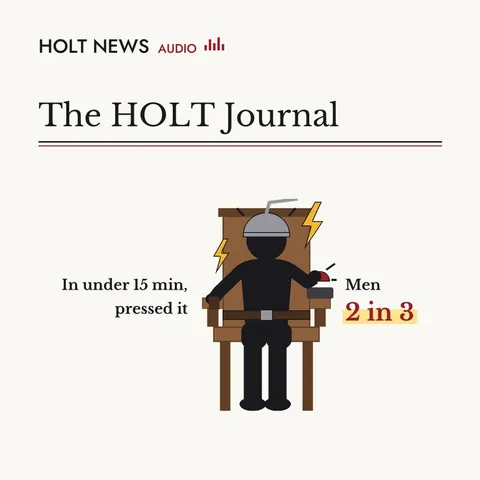 HOLT NEWS AUDIO
The HOLT Journal
In under 15 min,
pressed it
Men
2 in 3